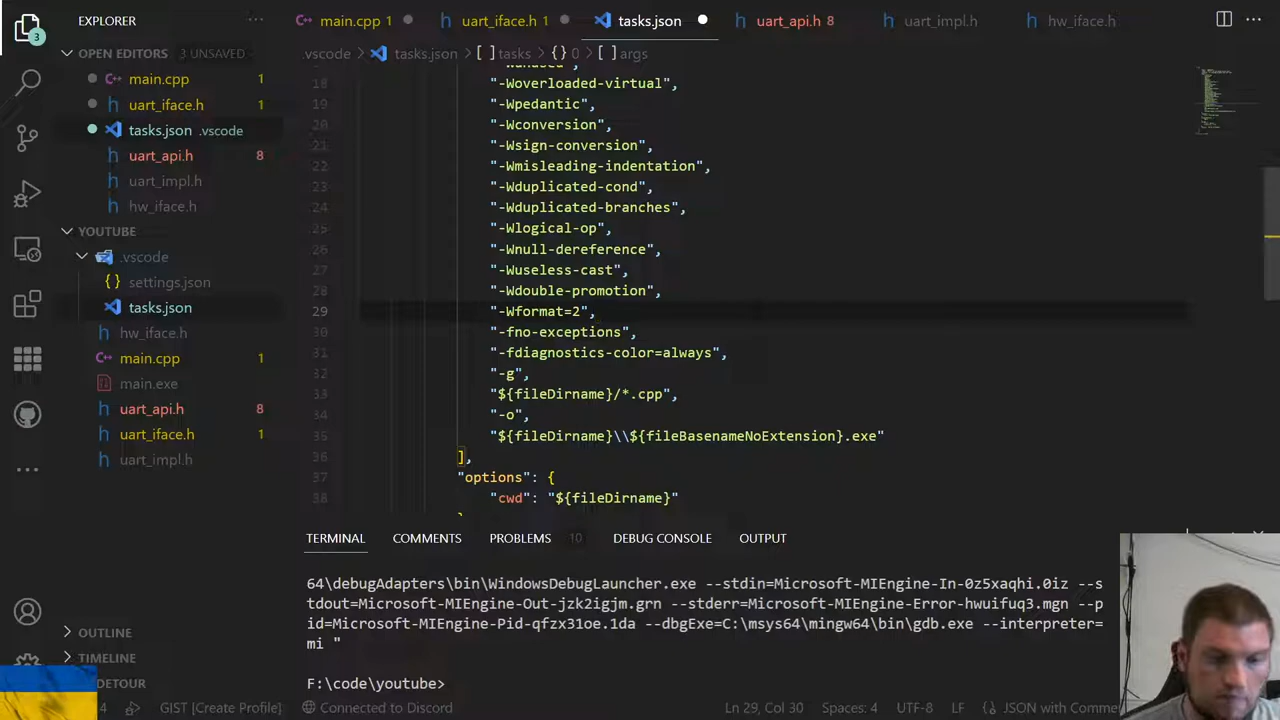 EXPLORER
OPEN EDITORS 3 UNSAVED
main.cpp 1
uart_iface.h 1
tasks.json .vscode
uart_api.h 8
uart_impl.h
hw_iface.h
YOUTUBE
.vscode
settings.json
tasks.json
hw_iface.h
main.cpp 1
main.exe
uart_api.h 8
uart_iface.h 1
uart_impl.h
OUTLINE
TIMELINE
DETOUR
3
main.cpp 1 uart_iface.h 1 tasks.json uart_api.h 8 uart_impl.h hw_iface.h
.vscode > tasks.json > [ ] tasks > {} 0 > [ ] args
18 "-Woverloaded-virtual",
19 "-Wpedantic",
20 "-Wconversion",
21 "-Wsign-conversion",
22 "-Wmisleading-indentation",
23 "-Wduplicated-cond",
24 "-Wduplicated-branches",
25 "-Wlogical-op",
26 "-Wnull-dereference",
27 "-Wuseless-cast",
28 "-Wdouble-promotion",
29 "-Wformat=2",
30 "-fno-exceptions",
31 "-fdiagnostics-color=always",
32 "-g",
33 "${fileDirname}/*.cpp",
34 "-o",
35 "${fileDirname}\\${fileBasenameNoExtension}.exe"
36 ],
37 "options": {
38 "cwd": "${fileDirname}"
TERMINAL COMMENTS PROBLEMS 10 DEBUG CONSOLE OUTPUT
64\debugAdapters\bin\WindowsDebugLauncher.exe --stdin=Microsoft-MIEngine-In-0z5xaqhi.0iz --s
tdout=Microsoft-MIEngine-Out-jzk2igjm.grn --stderr=Microsoft-MIEngine-Error-hwuifuq3.mgn --p
id=Microsoft-MIEngine-Pid-qfzx31oe.1da --dbgExe=C:\msys64\mingw64\bin\gdb.exe --interpreter=
mi "
F:\code\youtube>
4 GIST [Create Profile] Connected to Discord Ln 29, Col 30 Spaces: 4 UTF-8 LF {} JSON with Comme